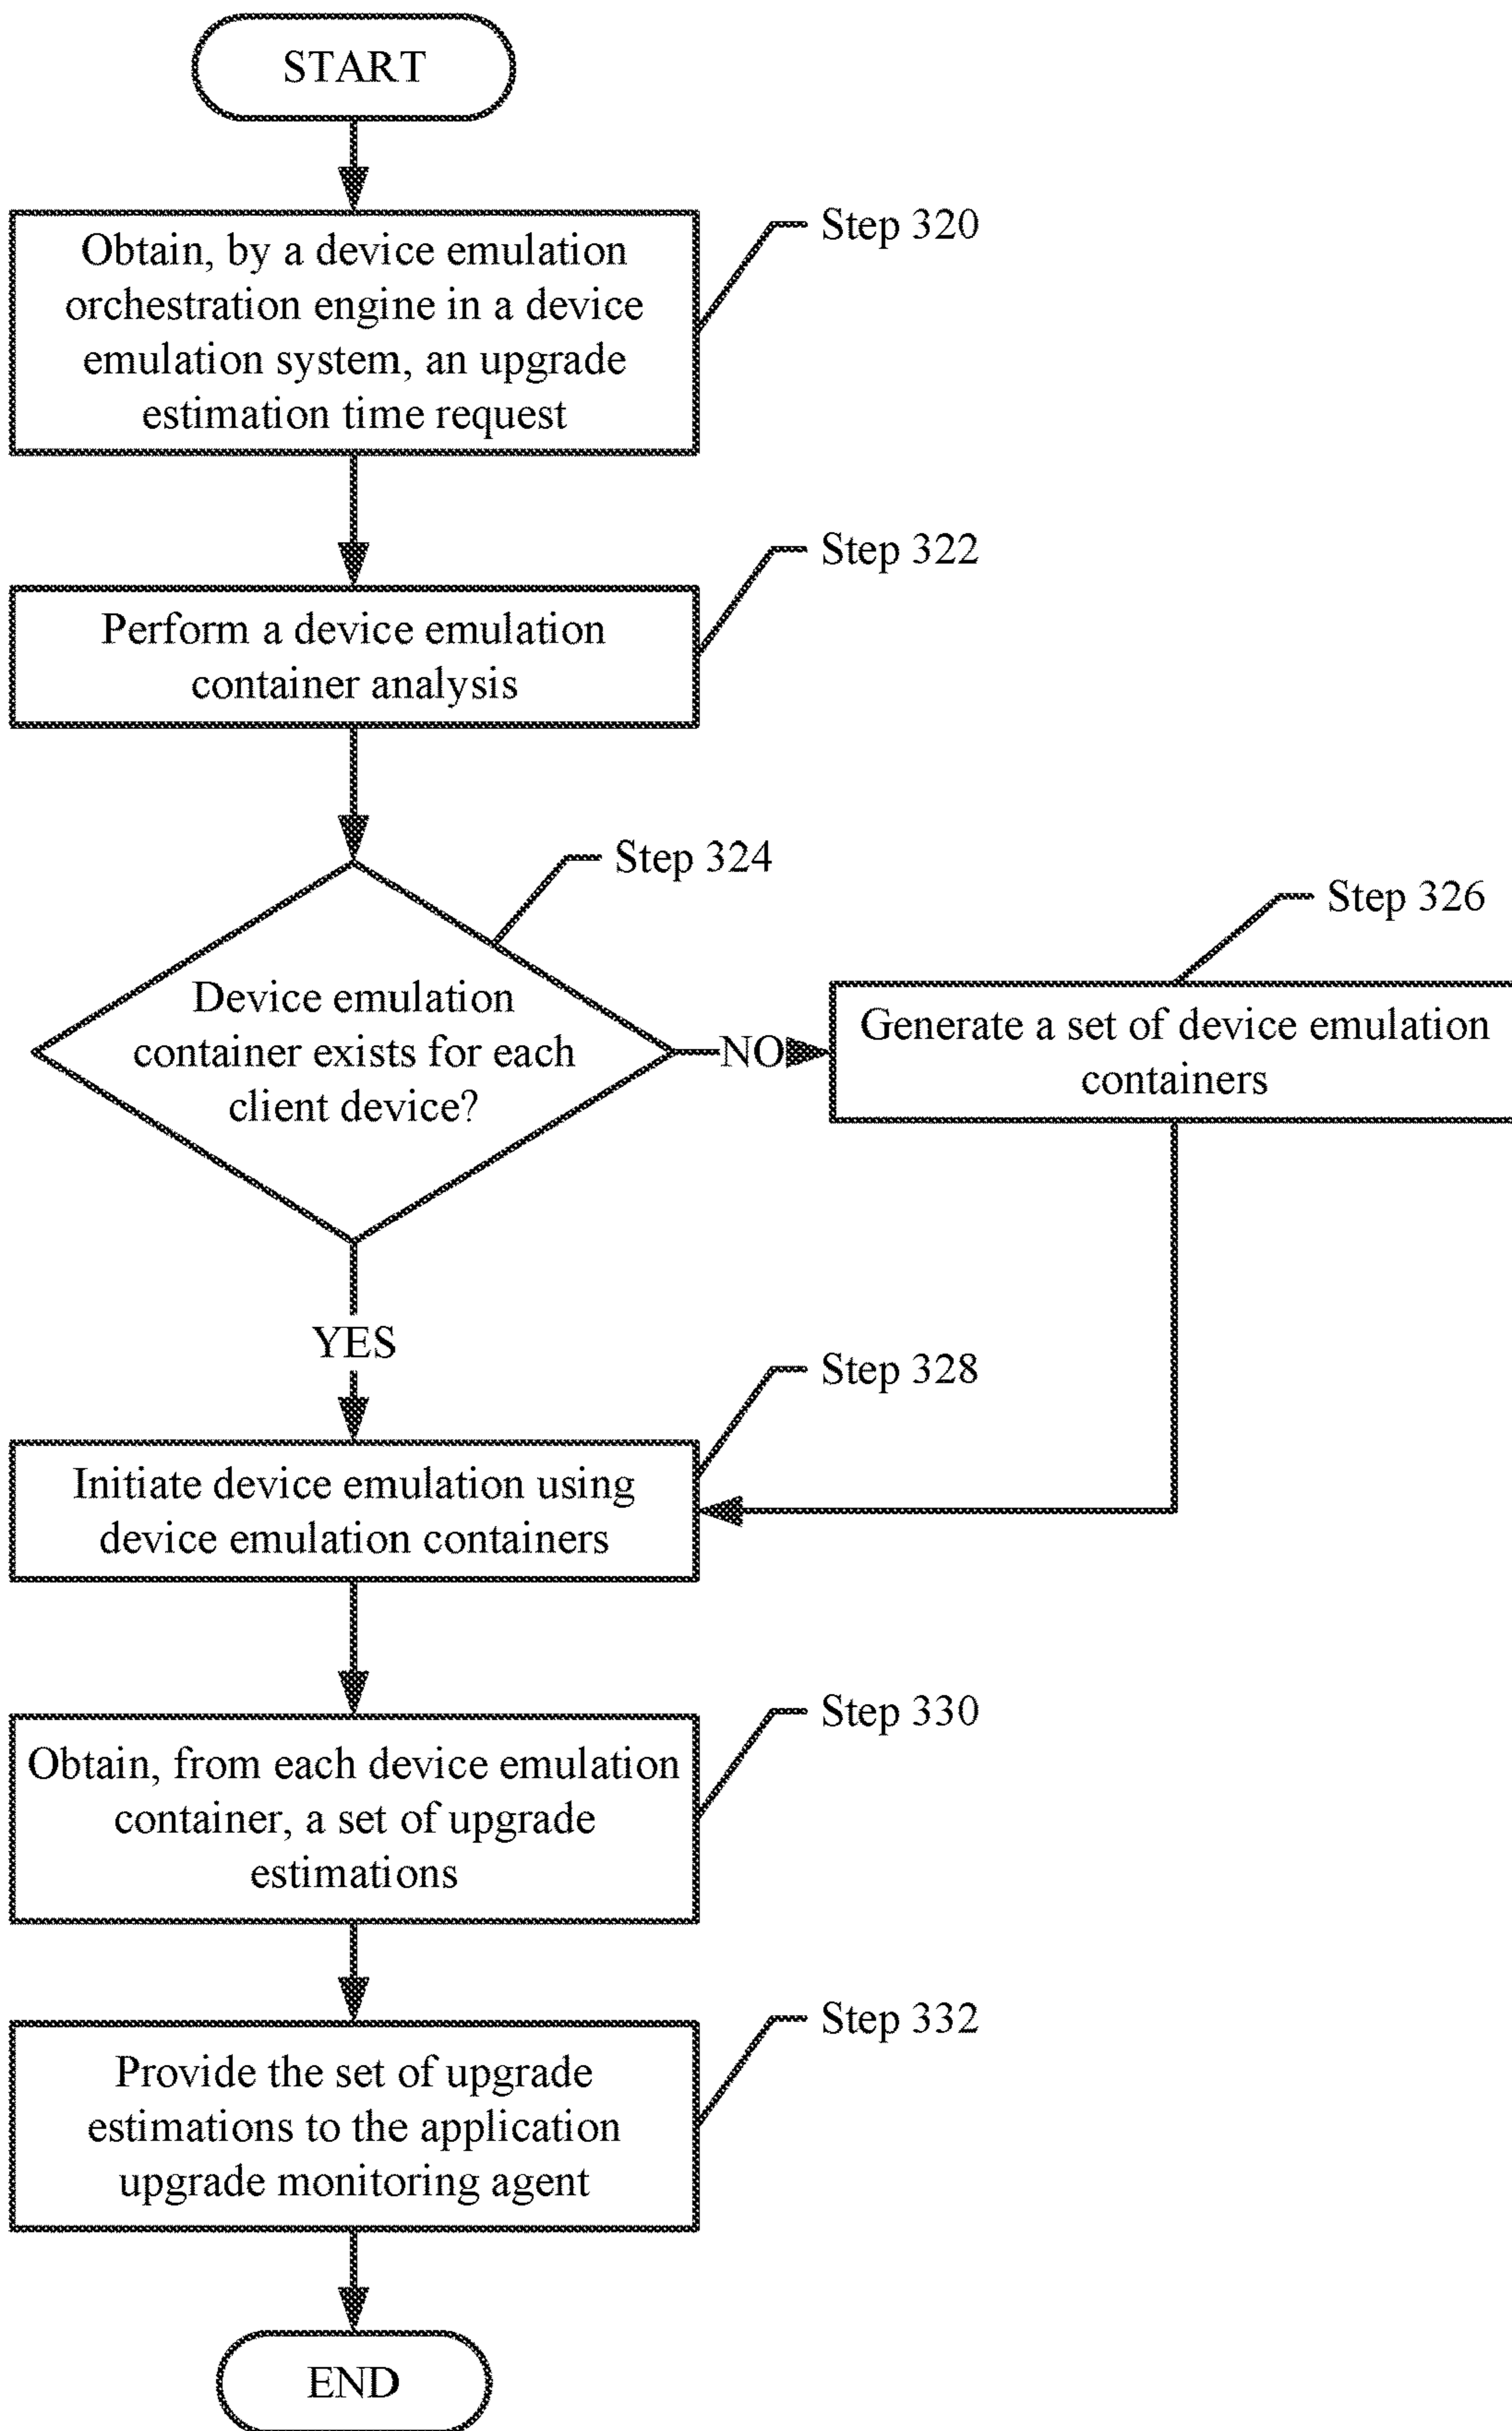 START
Step 320
Obtain, by a device emulation
orchestration engine in a device
emulation system, an upgrade
estimation time request
Step 322
Perform a device emulation
container analysis
Step 324
Step 326
Device emulation
container exists for each
client device?
NO
Generate a set of device emulation
containers
YES
Step 328
Initiate device emulation using
device emulation containers
Step 330
Obtain, from each device emulation
container, a set of upgrade
estimations
Step 332
Provide the set of upgrade
estimations to the application
upgrade monitoring agent
END